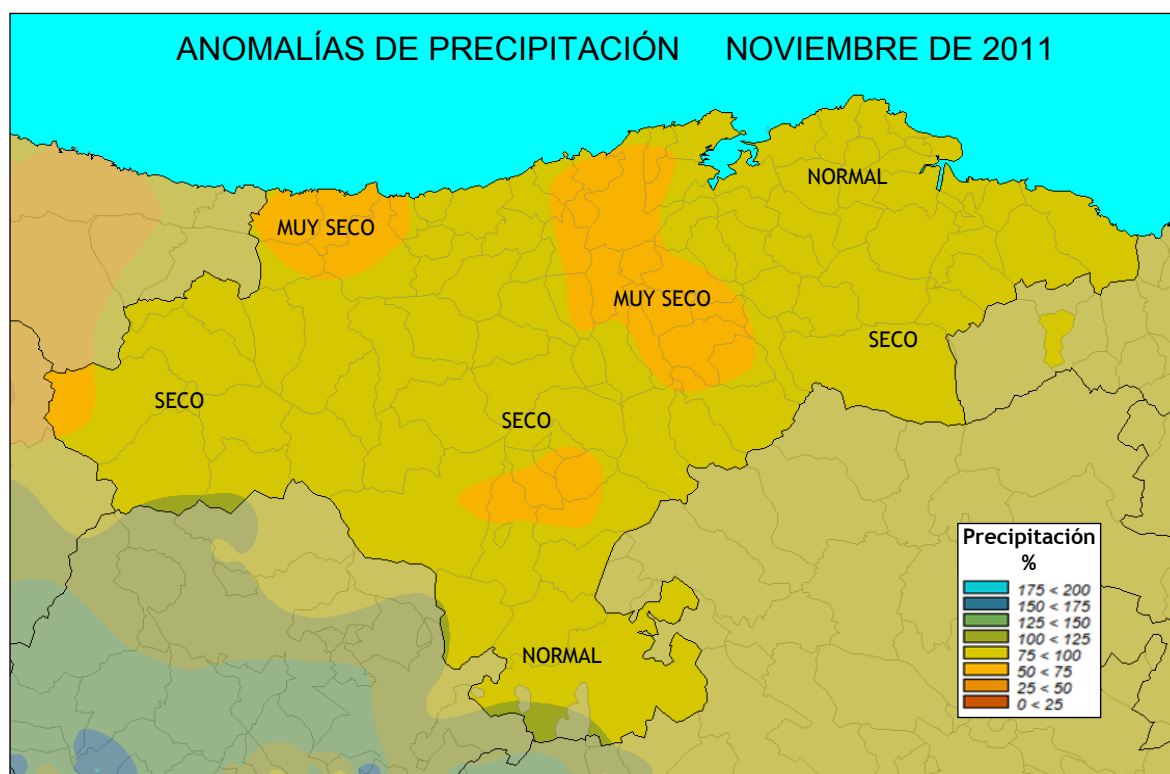 ANOMALÍAS DE PRECIPITACIÓN NOVIEMBRE DE 2011
NORMAL
MUY SECO
MUY SECO
SECO
SECO
SECO
NORMAL
Precipitación
%
175 < 200
150 < 175
125 < 150
100 < 125
75 < 100
50 < 75
25 < 50
0 < 25